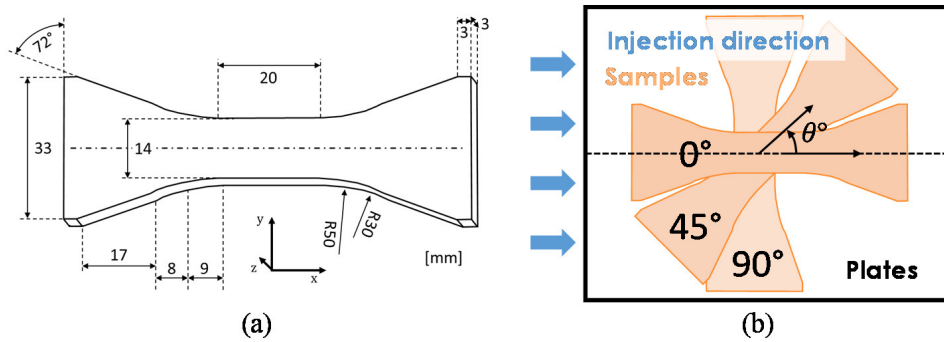 72°
3
3
20
33
14
17
8
9
R50
R30
y
z
x
[mm]
(a)
Injection direction
Samples
0°
θ°
45°
90°
Plates
(b)